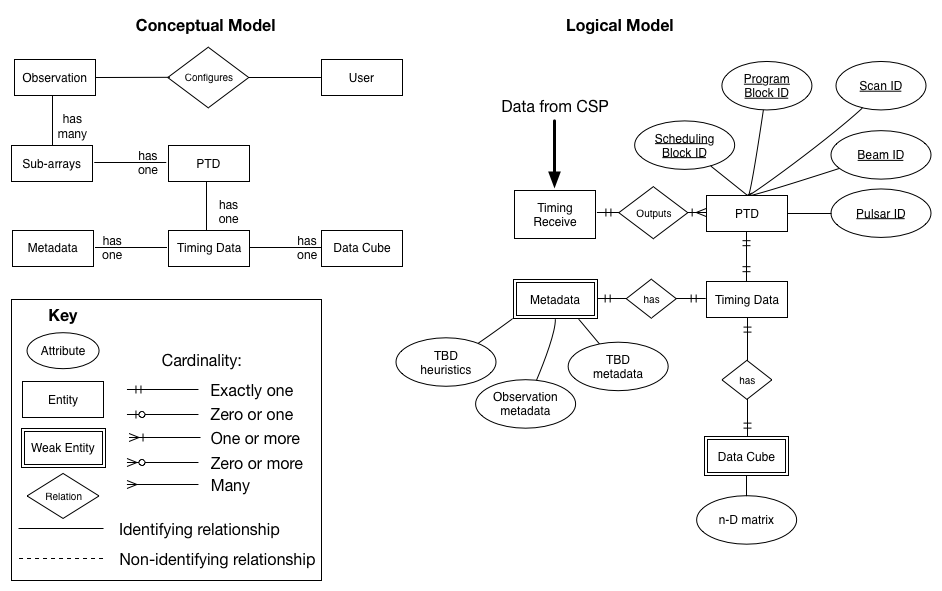 Conceptual Model
Observation
Configures
User
has
many
Sub-arrays
has
one
PTD
has
one
Metadata
has
one
Timing Data
has
one
Data Cube
Key
Attribute
Entity
Weak Entity
Relation
Cardinality:
Exactly one
Zero or one
One or more
Zero or more
Many
Identifying relationship
Non-identifying relationship
Logical Model
Data from CSP
Program
Block ID
Scan ID
Scheduling
Block ID
Beam ID
Timing
Receive
Outputs
PTD
Pulsar ID
Metadata
has
Timing Data
TBD
heuristics
Observation
metadata
TBD
metadata
has
Data Cube
n-D matrix